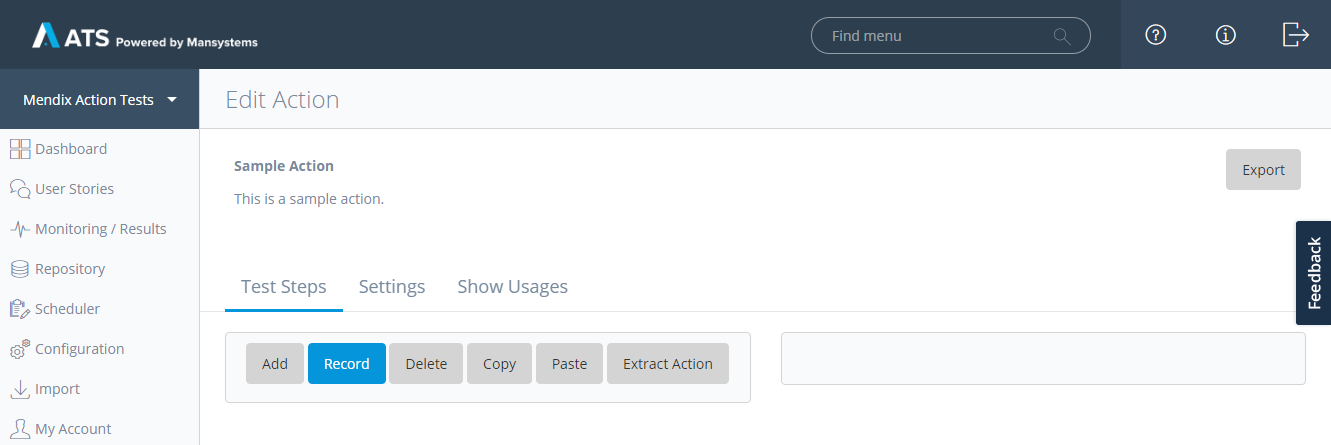 ATS Powered by Mansystems
Find menu
Mendix Action Tests
Edit Action
Dashboard
User Stories
Monitoring / Results
Repository
Scheduler
Configuration
Import
My Account
Sample Action
This is a sample action.
Export
Feedback
Test Steps Settings Show Usages
Add Record Delete Copy Paste Extract Action